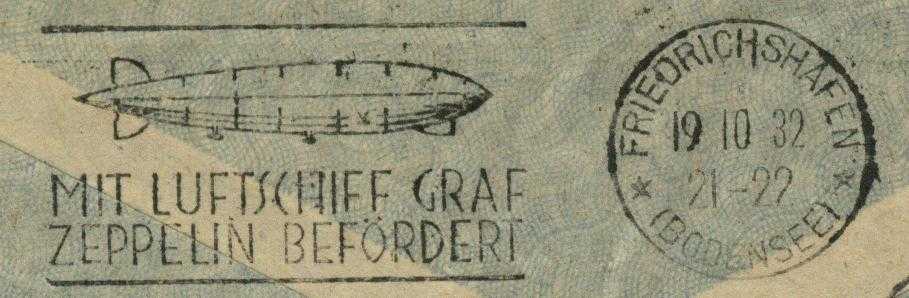 MIT LUFTSCHIFF GRAF
ZEPPELIN BEFÖRDERT
FRIEDRICHSHAFEN
19 10 32
21-22
* (BODENSEE) *